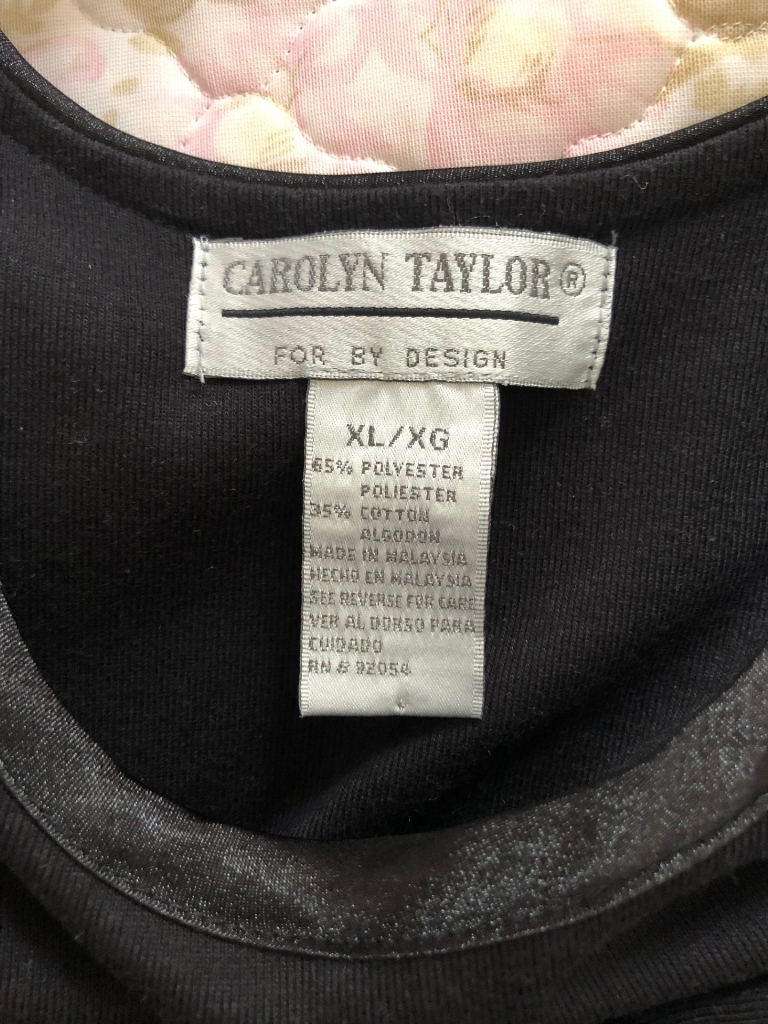 CAROLYN TAYLOR®
FOR BY DESIGN
XL/XG
65% POLYESTER
POLIESTER
35% COTTON
ALGODON
MADE IN MALAYSIA
HECHO EN MALAYSIA
SEE REVERSE FOR CARE
VER AL DORSO PARA
CUIDADO
RN # 92054